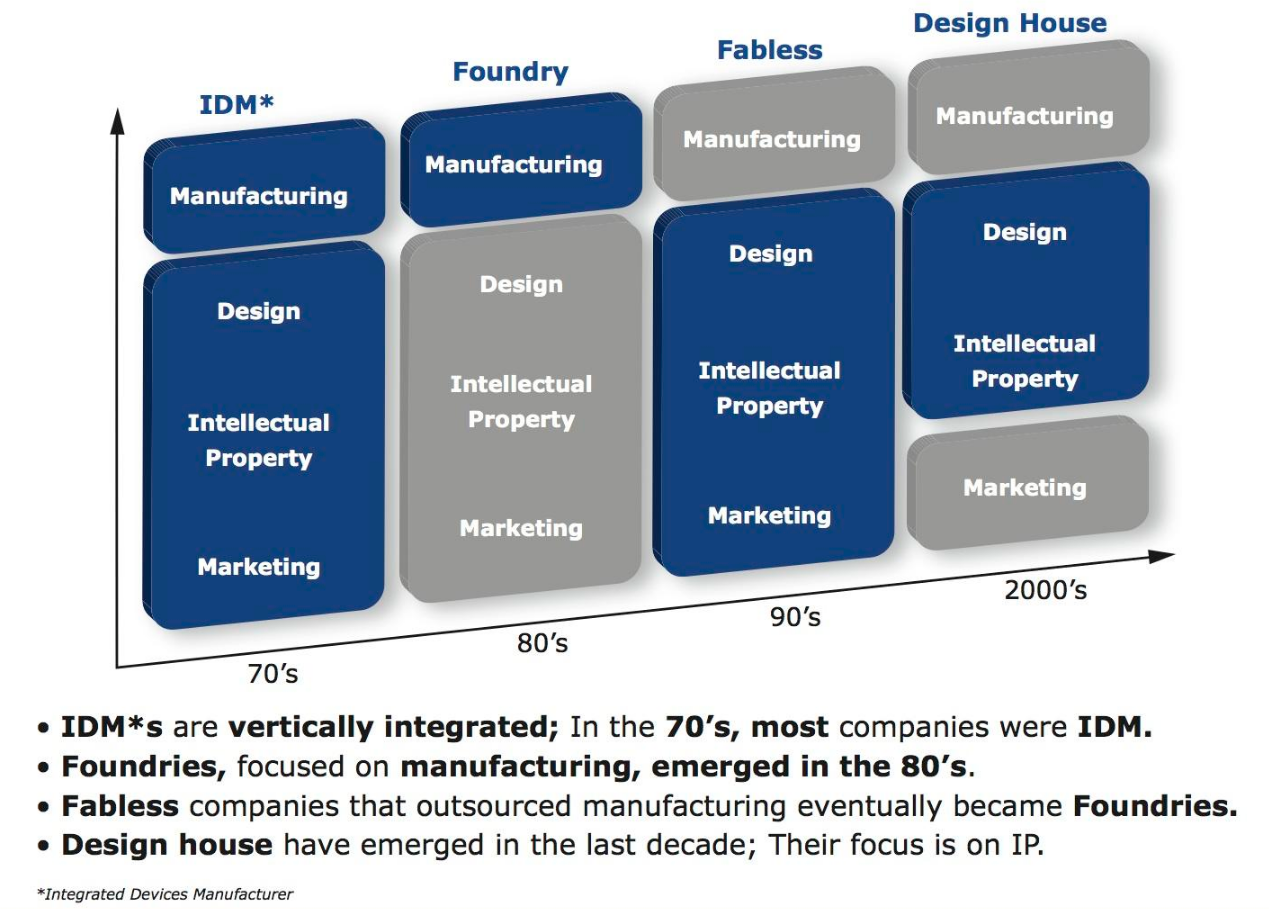 IDM*
Foundry
Fabless
Design House
Manufacturing
Manufacturing
Manufacturing
Manufacturing
Design
Intellectual
Property
Marketing
Design
Intellectual
Property
Marketing
Design
Intellectual
Property
Marketing
Design
Intellectual
Property
Marketing
70’s
80’s
90’s
2000’s
• IDM*s are vertically integrated; In the 70’s, most companies were IDM.
• Foundries, focused on manufacturing, emerged in the 80’s.
• Fabless companies that outsourced manufacturing eventually became Foundries.
• Design house have emerged in the last decade; Their focus is on IP.
*Integrated Devices Manufacturer